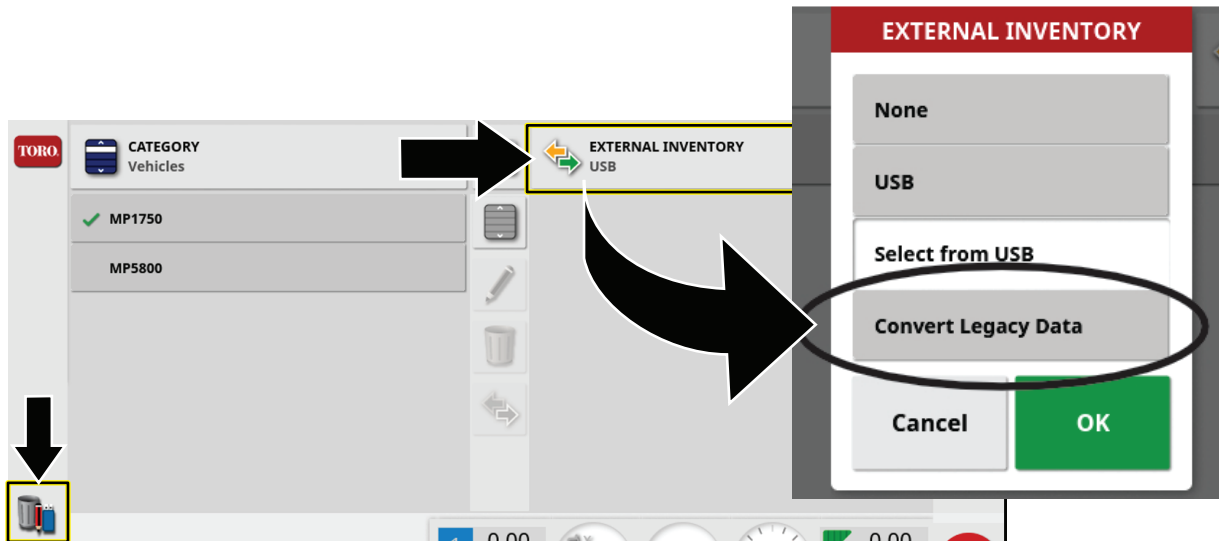 TORO.
CATEGORY
Vehicles
MP1750
MP5800
EXTERNAL INVENTORY
USB
EXTERNAL INVENTORY
None
USB
Select from USB
Convert Legacy Data
Cancel
OK
0.00
0.00